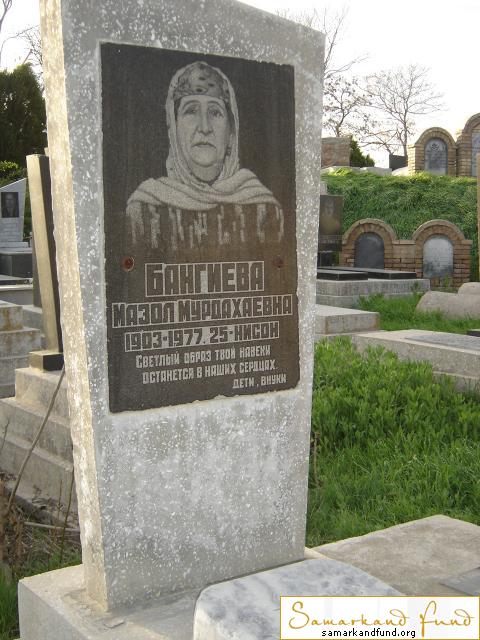 БАНГИЕВА
МАЗОЛ МУРДАХАЕВНА
1903-1977. 25-НИСОН
СВЕТЛЫЙ ОБРАЗ ТВОЙ НАВЕКИ
ОСТАНЕТСЯ В НАШИХ СЕРДЦАХ.
ДЕТИ, ВНУКИ
Samarkand Fund
samarkandfund.org